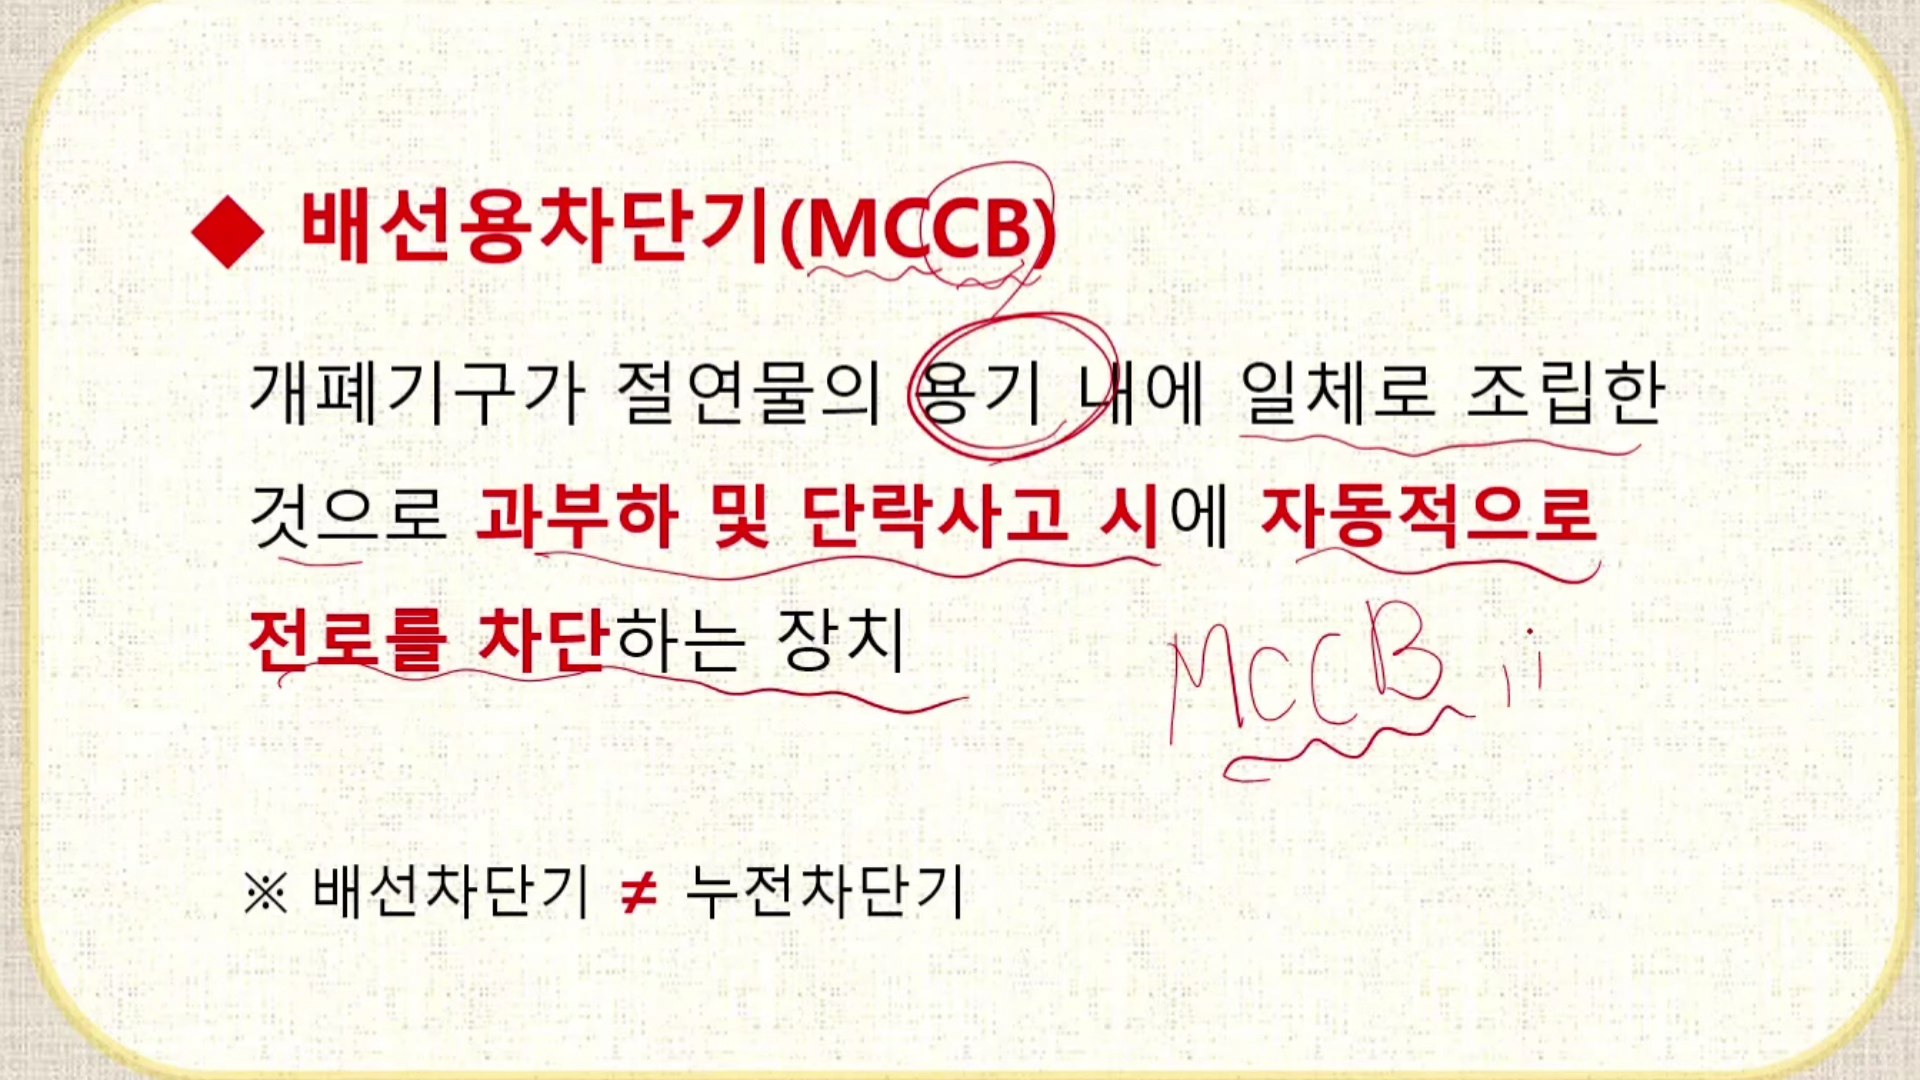 ◆ 배선용차단기(MCCB)
개폐기구가 절연물의 용기 내에 일체로 조립한
것으로 과부하 및 단락사고 시에 자동적으로
전로를 차단하는 장치
MCCB
※ 배선차단기 ≠ 누전차단기